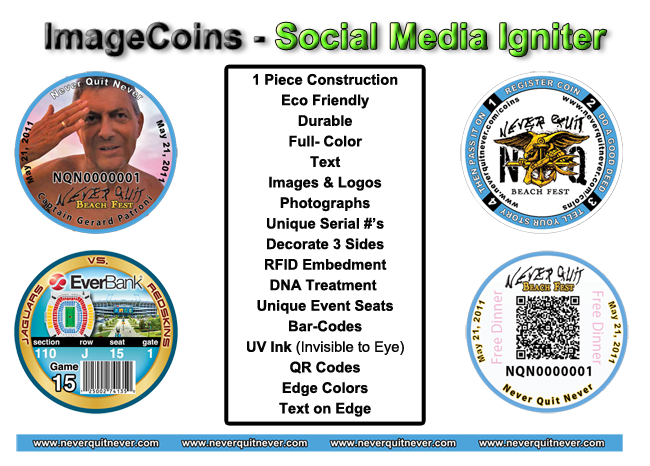 ImageCoins - Social Media Igniter
Never Quit Never
May 21, 2011
May 21, 2011
NQN0000001
NEVER QUIT
BEACH FEST
Captain Gerard Patroni
JAGUARS VS. REDSKINS
EverBank
section row seat gate
110 J 15 1
Game
15
1 Piece Construction
Eco Friendly
Durable
Full- Color
Text
Images & Logos
Photographs
Unique Serial #'s
Decorate 3 Sides
RFID Embedment
DNA Treatment
Unique Event Seats
Bar-Codes
UV Ink (Invisible to Eye)
QR Codes
Edge Colors
Text on Edge
1 REGISTER COIN
2 DO A GOOD DEED
3 TELL YOUR STORY
4 THEN PASS IT ON
www.neverquitnever.com/coins
www.neverquitnever.com/coins
NEVER QUIT
NQ
BEACH FEST
NEVER QUIT
BEACH FEST
May 21, 2011
Free Dinner
Free Dinner
May 21, 2011
NQN0000001
Never Quit Never
www.neverquitnever.com www.neverquitnever.com www.neverquitnever.com www.neverquitnever.com